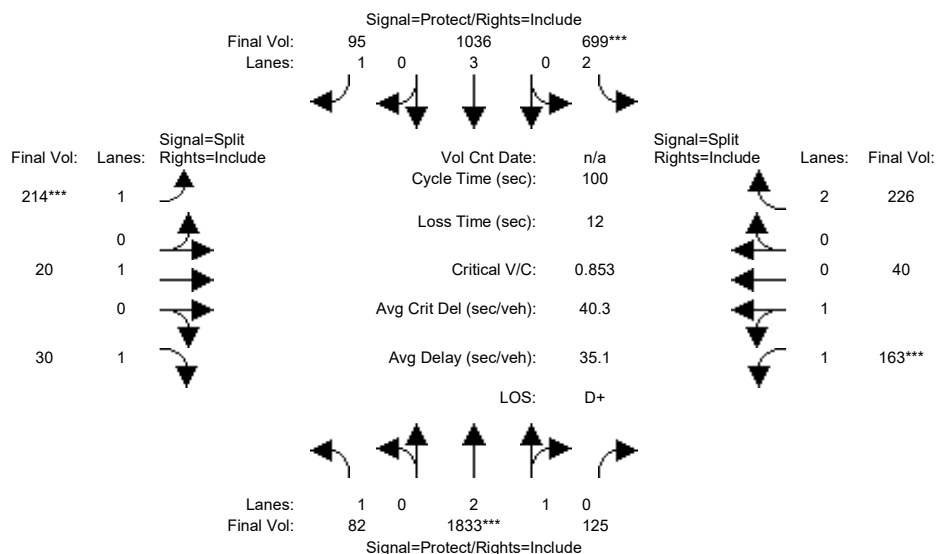 Signal=Protect/Rights=Include
Final Vol: 95 1036 699***
Lanes: 1 0 3 0 2
Signal=Split Signal=Split
Final Vol: Lanes: Rights=Include Vol Cnt Date: n/a Rights=Include Lanes: Final Vol:
Cycle Time (sec): 100
214*** 1 2 226
Loss Time (sec): 12
0 0
20 1 Critical V/C: 0.853 0 40
0 Avg Crit Del (sec/veh): 40.3 1
30 1 Avg Delay (sec/veh): 35.1 1 163***
LOS: D+
Lanes: 1 0 2 1 0
Final Vol: 82 1833*** 125
Signal=Protect/Rights=Include